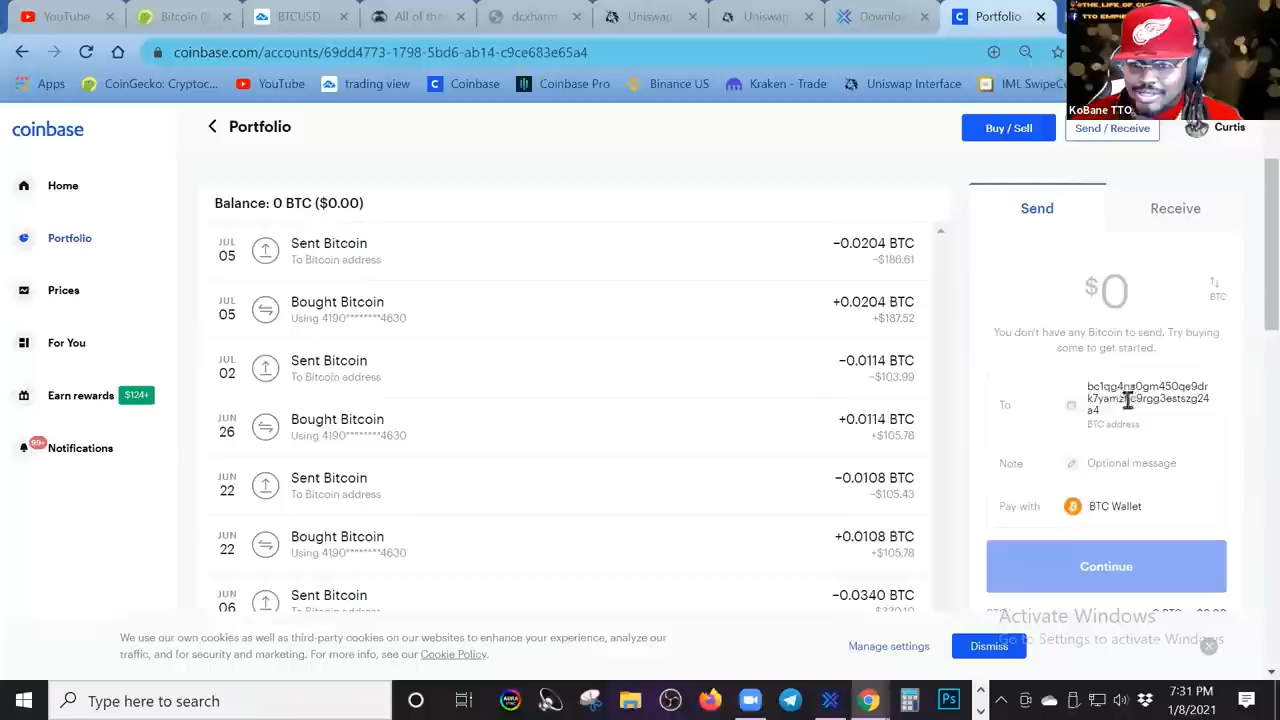 YouTube
Bitcoin (
BTCUSD
Call of th
dcxharm
Uniswap
Uniswap
Downloa
Portfolio
coinbase.com/accounts/69dd4773-1798-5bd6-ab14-c9ce683e65a4
Apps
CoinGecko: Cryptoc...
YouTube
trading view
Coinbase
Coinbase Pro
Binance US
Kraken - Trade
Uniswap Interface
IML SwipeC
KoBane TTO
coinbase
Portfolio
Buy / Sell
Send / Receive
Curtis
Home
Portfolio
Prices
For You
Earn rewards
$124+
99+
Notifications
Balance: 0 BTC ($0.00)
JUL
05
Sent Bitcoin
To Bitcoin address
−0.0204 BTC
−$186.61
JUL
05
Bought Bitcoin
Using 4190********4630
+0.0204 BTC
+$187.52
JUL
02
Sent Bitcoin
To Bitcoin address
−0.0114 BTC
−$103.99
JUN
26
Bought Bitcoin
Using 4190********4630
+0.0114 BTC
+$105.78
JUN
22
Sent Bitcoin
To Bitcoin address
−0.0108 BTC
−$105.43
JUN
22
Bought Bitcoin
Using 4190********4630
+0.0108 BTC
+$105.78
JUN
06
Sent Bitcoin
−0.0340 BTC
Send
Receive
$0
BTC
You don't have any Bitcoin to send. Try buying
some to get started.
To
BTC address
Note
Optional message
Pay with
BTC Wallet
Continue
Activate Windows
Go to Settings to activate Windows
We use our own cookies as well as third-party cookies on our websites to enhance your experience, analyze our
traffic, and for security and marketing. For more info, see our Cookie Policy.
Manage settings
Dismiss
Type here to search
Ps
7:31 PM
1/8/2021